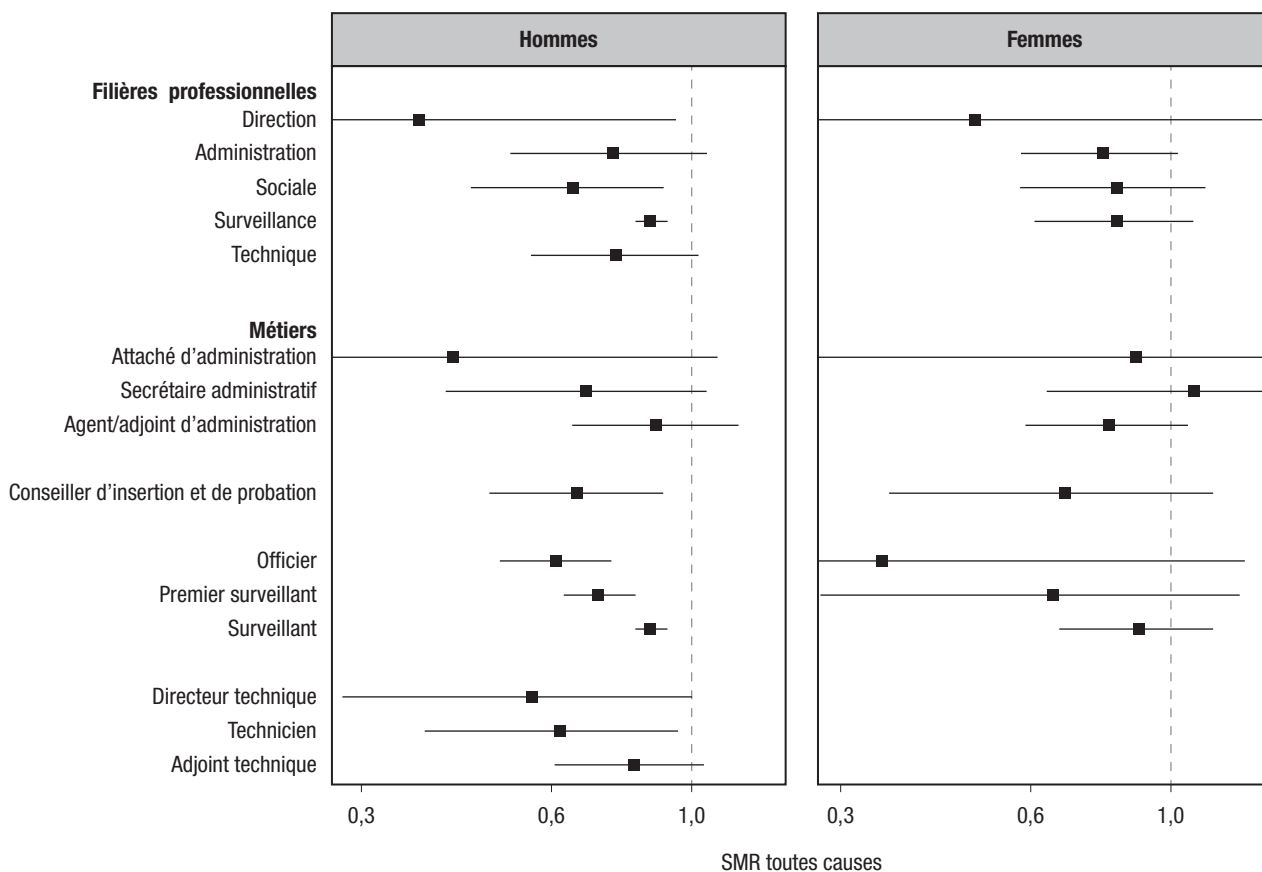 Hommes
Femmes
Filières professionnelles
Direction
Administration
Sociale
Surveillance
Technique
Métiers
Attaché d'administration
Secrétaire administratif
Agent/adjoint d'administration
Conseiller d'insertion et de probation
Officier
Premier surveillant
Surveillant
Directeur technique
Technicien
Adjoint technique
0,3 0,6 1,0 0,3 0,6 1,0
SMR toutes causes